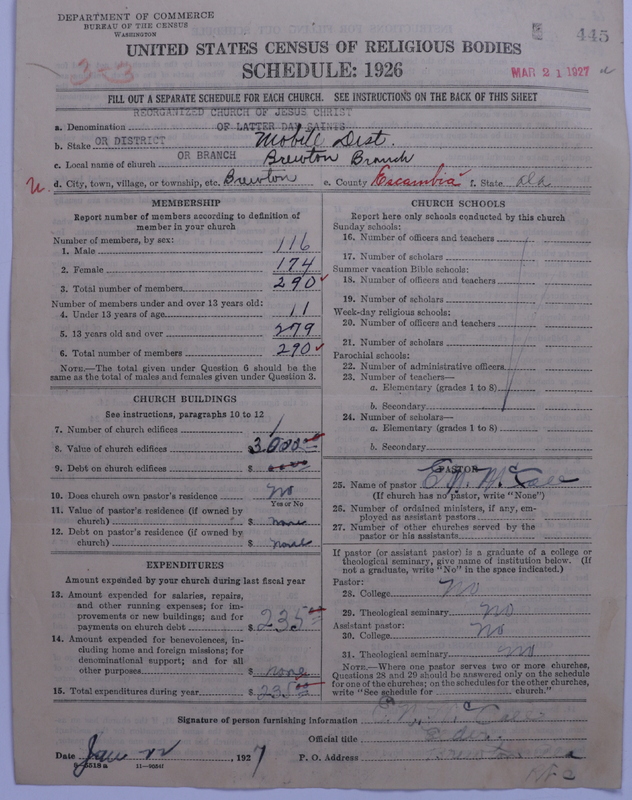 DEPARTMENT OF COMMERCE
BUREAU OF THE CENSUS
WASHINGTON
445
UNITED STATES CENSUS OF RELIGIOUS BODIES
3-3
SCHEDULE: 1926
MAR 21 1927
FILL OUT A SEPARATE SCHEDULE FOR EACH CHURCH. SEE INSTRUCTIONS ON THE BACK OF THIS SHEET
REORGANIZED CHURCH OF JESUS CHRIST
a. Denomination OF LATTER DAY SAINTS
b. Stake OR DISTRICT Mobile Dist.
c. Local name of church OR BRANCH Brewton Branch
d. City, town, village, or township, etc. Brewton e. County Escambia f. State Ala
MEMBERSHIP
Report number of members according to definition of
member in your church
Number of members, by sex:
1. Male 116
2. Female 174
3. Total number of members 290
Number of members under and over 13 years old:
4. Under 13 years of age 11
5. 13 years old and over 279
6. Total number of members 290
NOTE.—The total given under Question 6 should be
the same as the total of males and females given under Question 3.
CHURCH BUILDINGS
See instructions, paragraphs 10 to 12
7. Number of church edifices 1
8. Value of church edifices $ 3000.00
9. Debt on church edifices $
10. Does church own pastor's residence No
Yes or No
11. Value of pastor's residence (if owned by
church) $ none
12. Debt on pastor's residence (if owned by
church) $ none
EXPENDITURES
Amount expended by your church during last fiscal year
13. Amount expended for salaries, repairs,
and other running expenses; for im-
provements or new buildings; and for
payments on church debt $ 235.00
14. Amount expended for benevolences, in-
cluding home and foreign missions; for
denominational support; and for all
other purposes $ none
15. Total expenditures during year $ 235.00
CHURCH SCHOOLS
Report here only schools conducted by this church
Sunday schools:
16. Number of officers and teachers
17. Number of scholars
Summer vacation Bible schools:
18. Number of officers and teachers
19. Number of scholars
Week-day religious schools:
20. Number of officers and teachers
21. Number of scholars
Parochial schools:
22. Number of administrative officers
23. Number of teachers—
a. Elementary (grades 1 to 8)
b. Secondary
24. Number of scholars—
a. Elementary (grades 1 to 8)
b. Secondary
PASTOR
25. Name of pastor
(If church has no pastor, write "None")
26. Number of ordained ministers, if any, em-
ployed as assistant pastors
27. Number of other churches served by the
pastor or his assistants
If pastor (or assistant pastor) is a graduate of a college or
theological seminary, give name of institution below. (If
not a graduate, write "No" in the space indicated.)
Pastor:
28. College No
29. Theological seminary No
Assistant pastor:
30. College No
31. Theological seminary No
NOTE.—Where one pastor serves two or more churches,
Questions 28 and 29 should be answered only on the schedule
for one of the churches; on the schedules for the other churches,
write "See schedule for church."
Signature of person furnishing information
Official title Elder
Date Jan 22, 1927 P. O. Address Brewton Ala